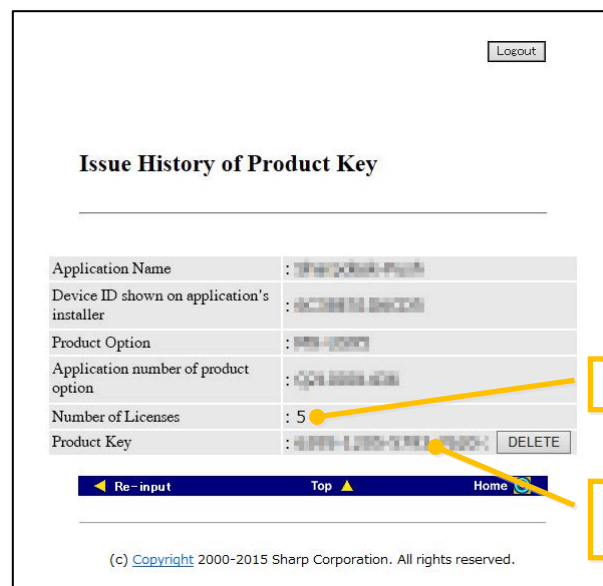 Logout
Issue History of Product Key
Application Name :
Device ID shown on application's
installer :
Product Option :
Application number of product
option :
Number of Licenses : 5
Product Key : DELETE
Re-input Top Home
(c) Copyright 2000-2015 Sharp Corporation. All rights reserved.